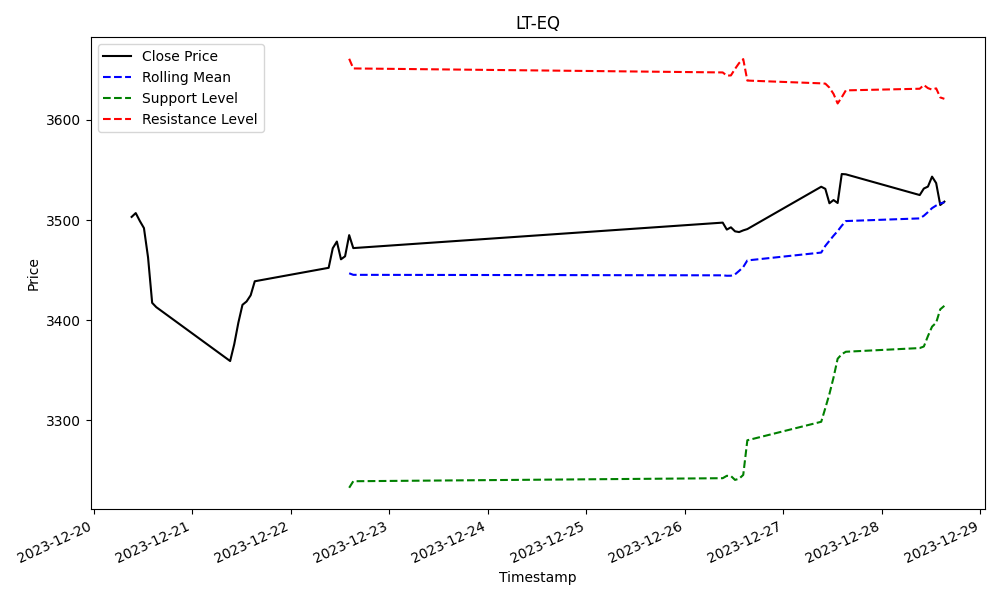 LT-EQ
Close Price
Rolling Mean
Support Level
Resistance Level
Price
3600
3500
3400
3300
2023-12-20
2023-12-21
2023-12-22
2023-12-23
2023-12-24
2023-12-25
2023-12-26
2023-12-27
2023-12-28
2023-12-29
Timestamp